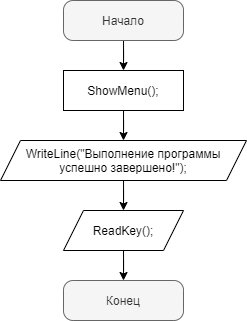 Начало
ShowMenu();
WriteLine("Выполнение программы
успешно завершено!");
ReadKey();
Конец